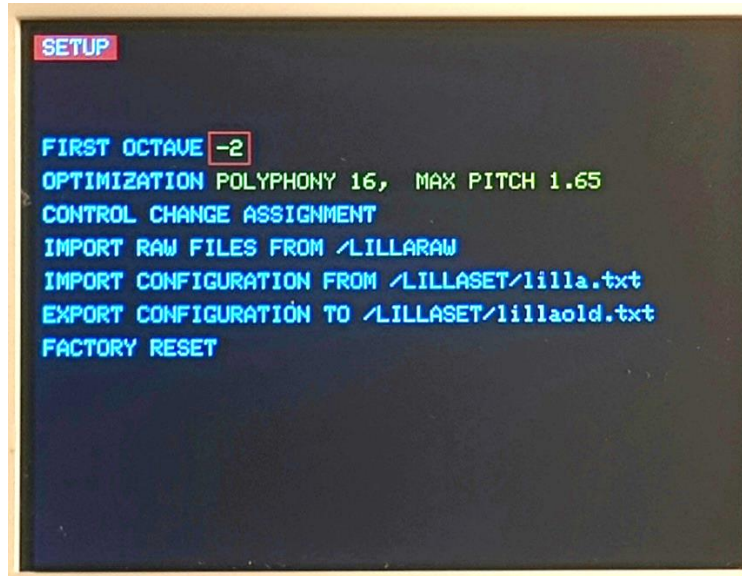 SETUP
FIRST OCTAVE -2
OPTIMIZATION POLYPHONY 16, MAX PITCH 1.65
CONTROL CHANGE ASSIGNMENT
IMPORT RAW FILES FROM /LILLARAW
IMPORT CONFIGURATION FROM /LILLASET/lilla.txt
EXPORT CONFIGURATION TO /LILLASET/lillaold.txt
FACTORY RESET